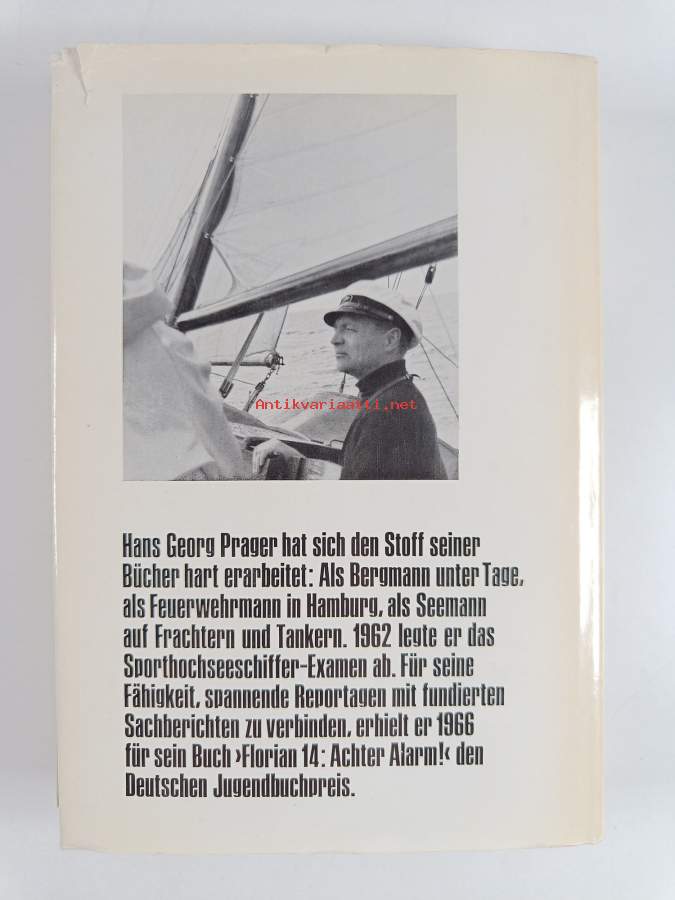 Antikvariaatti.net
Hans Georg Prager hat sich den Stoff seiner
Bücher hart erarbeitet: Als Bergmann unter Tage,
als Feuerwehrmann in Hamburg, als Seemann
auf Frachtern und Tankern. 1962 legte er das
Sporthochseeschiffer-Examen ab. Für seine
Fähigkeit, spannende Reportagen mit fundierten
Sachberichten zu verbinden, erhielt er 1966
für sein Buch ›Florian 14: Achter Alarm!‹ den
Deutschen Jugendbuchpreis.